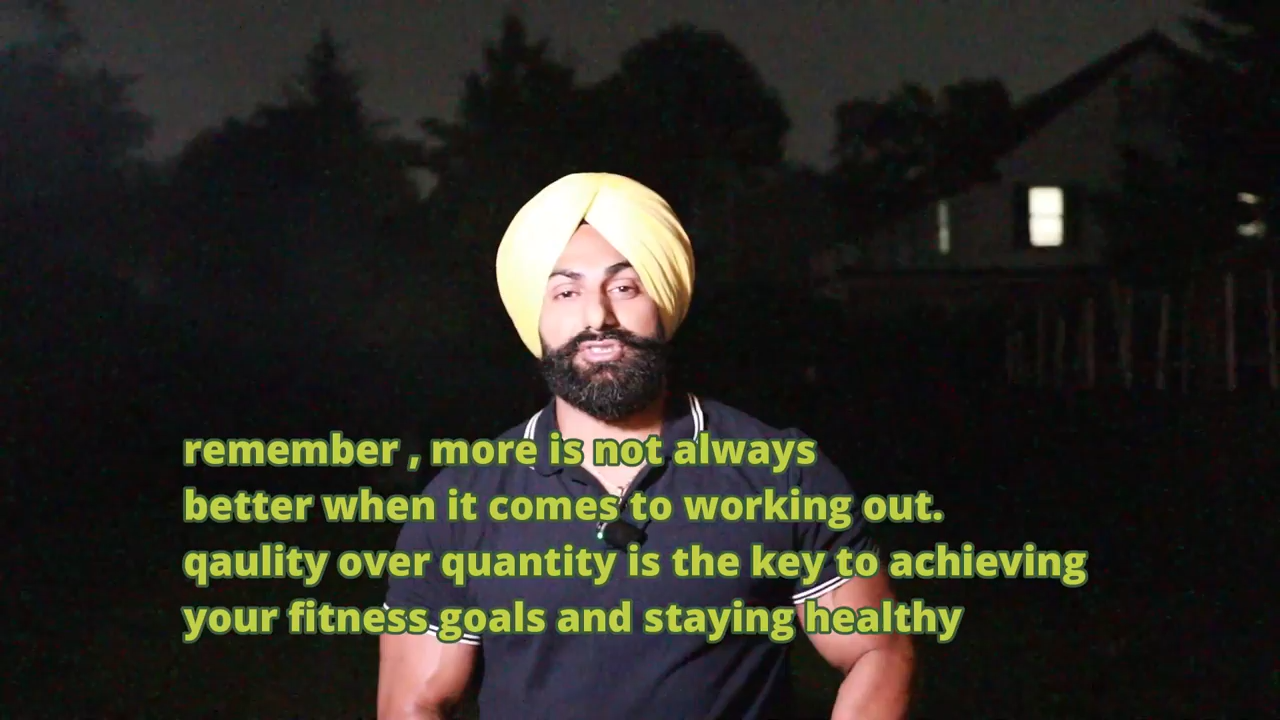 remember , more is not always
better when it comes to working out.
qaulity over quantity is the key to achieving
your fitness goals and staying healthy